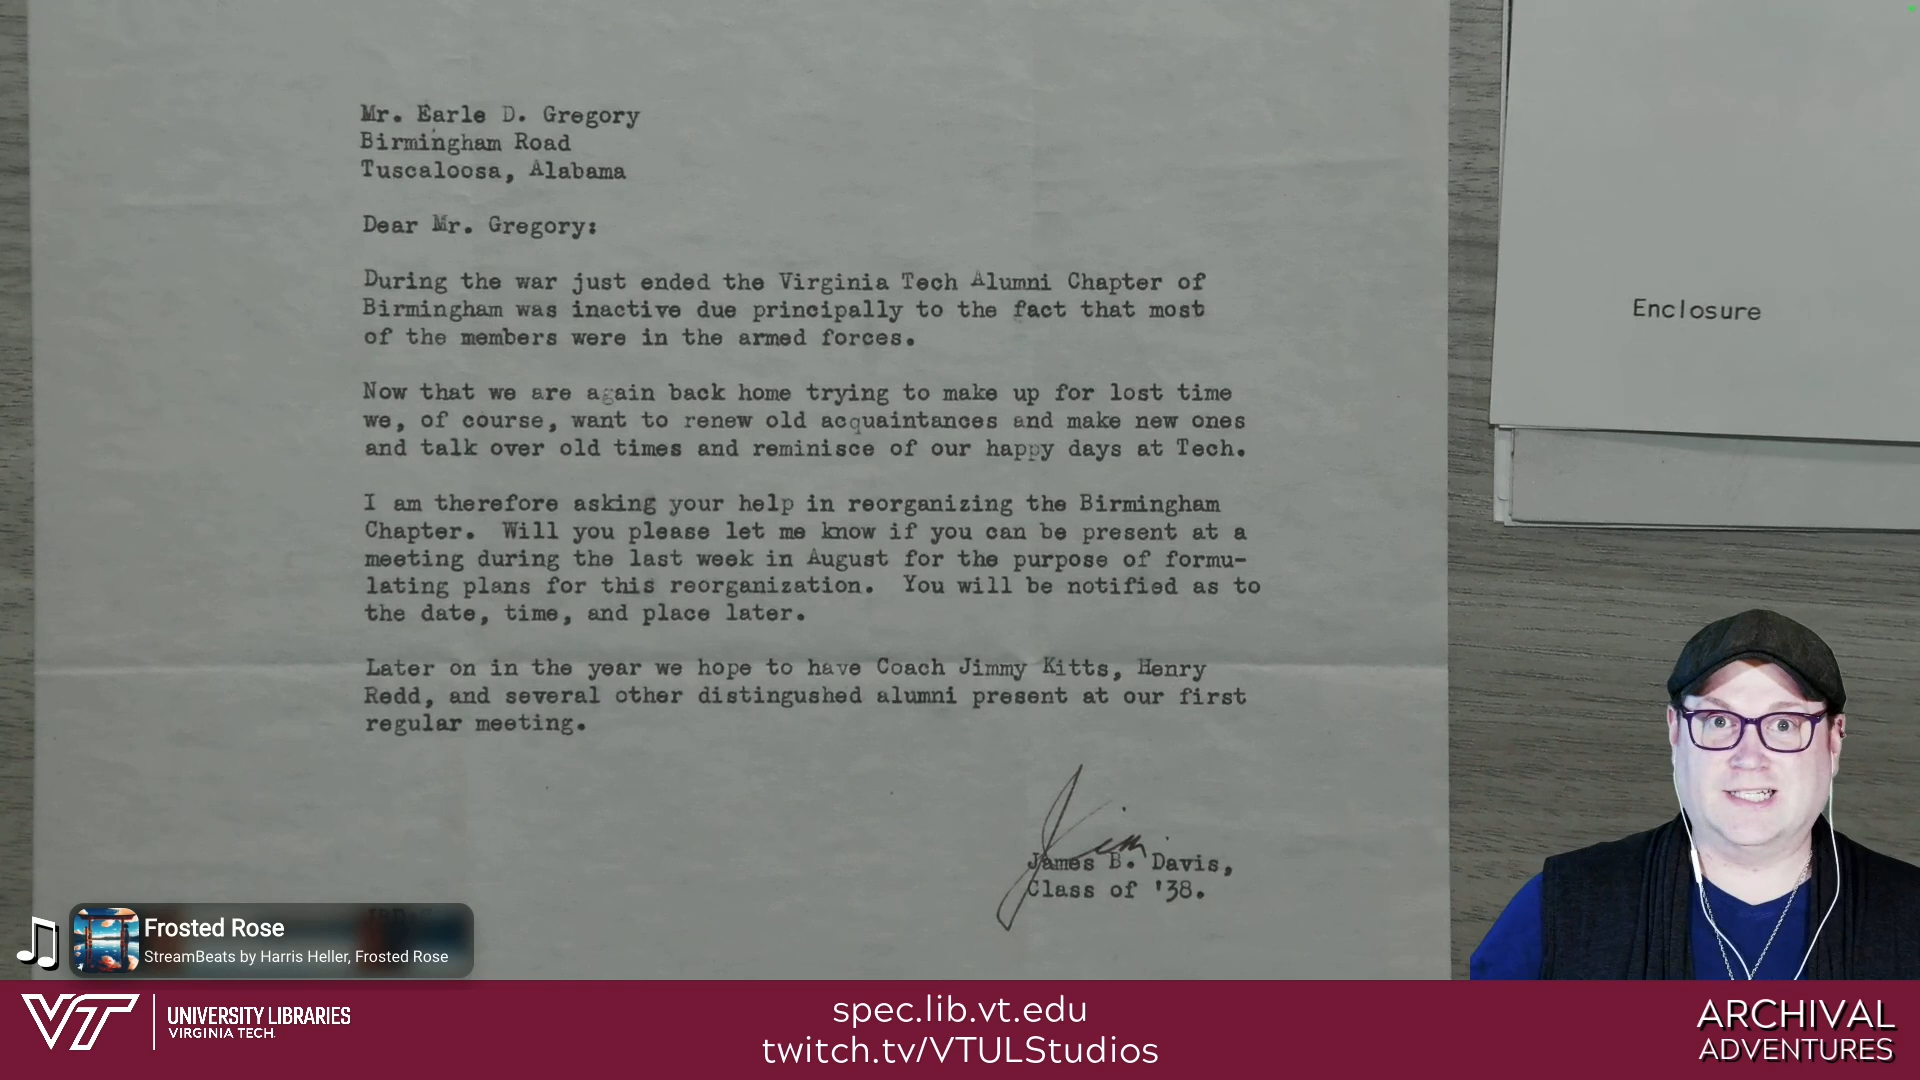 Mr. Earle D. Gregory
Birmingham Road
Tuscaloosa, Alabama
Dear Mr. Gregory:
During the war just ended the Virginia Tech Alumni Chapter of
Birmingham was inactive due principally to the fact that most
of the members were in the armed forces.
Now that we are again back home trying to make up for lost time
we, of course, want to renew old acquaintances and make new ones
and talk over old times and reminisce of our happy days at Tech.
I am therefore asking your help in reorganizing the Birmingham
Chapter. Will you please let me know if you can be present at a
meeting during the last week in August for the purpose of formu-
lating plans for this reorganization. You will be notified as to
the date, time, and place later.
Later on in the year we hope to have Coach Jimmy Kitts, Henry
Redd, and several other distingushed alumni present at our first
regular meeting.
Jim
James B. Davis,
Class of '38.
Enclosure
Frosted Rose
StreamBeats by Harris Heller, Frosted Rose
VT
UNIVERSITY LIBRARIES
VIRGINIA TECH.
spec.lib.vt.edu
twitch.tv/VTULStudios
ARCHIVAL
ADVENTURES